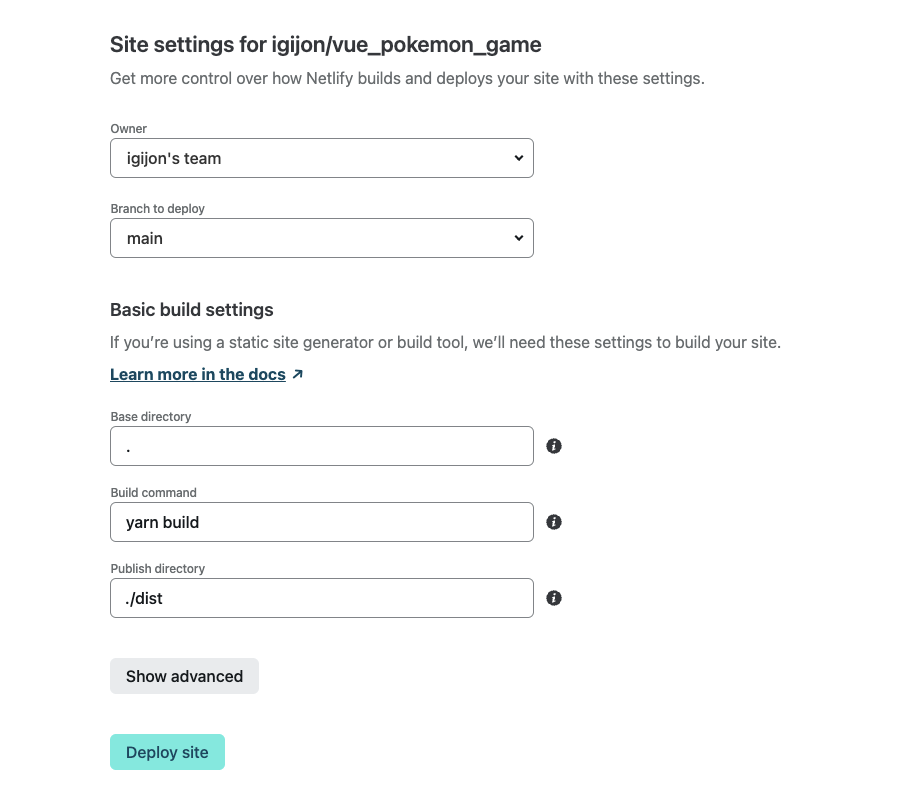 Site settings for igijon/vue_pokemon_game
Get more control over how Netlify builds and deploys your site with these settings.
Owner
igijon's team
Branch to deploy
main
Basic build settings
If you’re using a static site generator or build tool, we’ll need these settings to build your site.
Learn more in the docs ↗
Base directory
.
Build command
yarn build
Publish directory
./dist
Show advanced
Deploy site